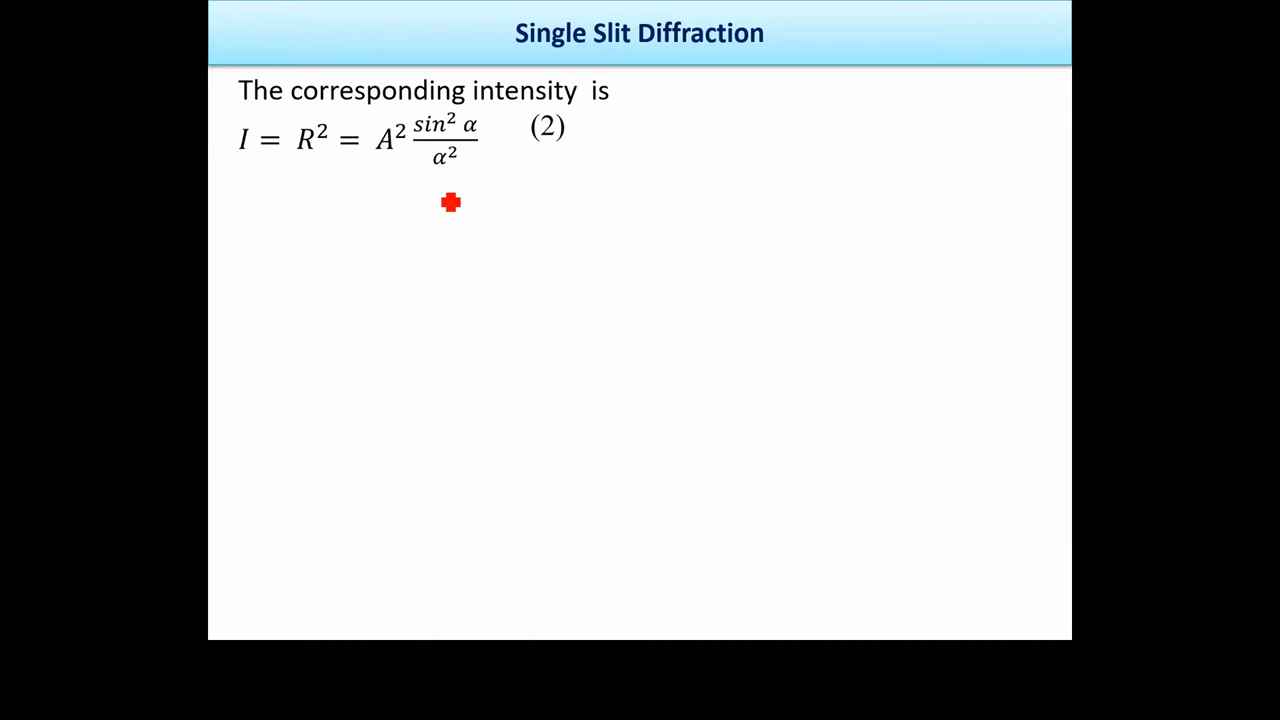 Single Slit Diffraction
The corresponding intensity is
𝐼 = 𝑅² = 𝐴² 𝑠𝑖𝑛² 𝛼 / 𝛼² (2)